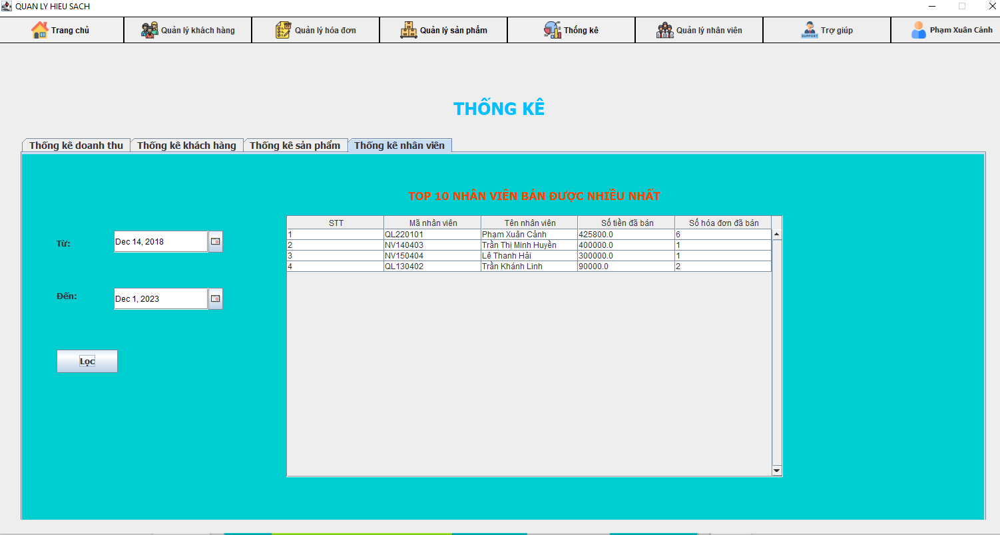 QUAN LY HIEU SACH
Trang chủ Quản lý khách hàng Quản lý hóa đơn Quản lý sản phẩm Thống kê Quản lý nhân viên SUPPORT Trợ giúp Phạm Xuân Cảnh
THỐNG KÊ
Thống kê doanh thu Thống kê khách hàng Thống kê sản phẩm Thống kê nhân viên
TOP 10 NHÂN VIÊN BÁN ĐƯỢC NHIỀU NHẤT
Từ: Dec 14, 2018
Đến: Dec 1, 2023
Lọc
STT Mã nhân viên Tên nhân viên Số tiền đã bán Số hóa đơn đã bán
1 QL220101 Phạm Xuân Cảnh 425800.0 6
2 NV140403 Trần Thị Minh Huyền 400000.0 1
3 NV150404 Lê Thanh Hải 300000.0 1
4 QL130402 Trần Khánh Linh 90000.0 2